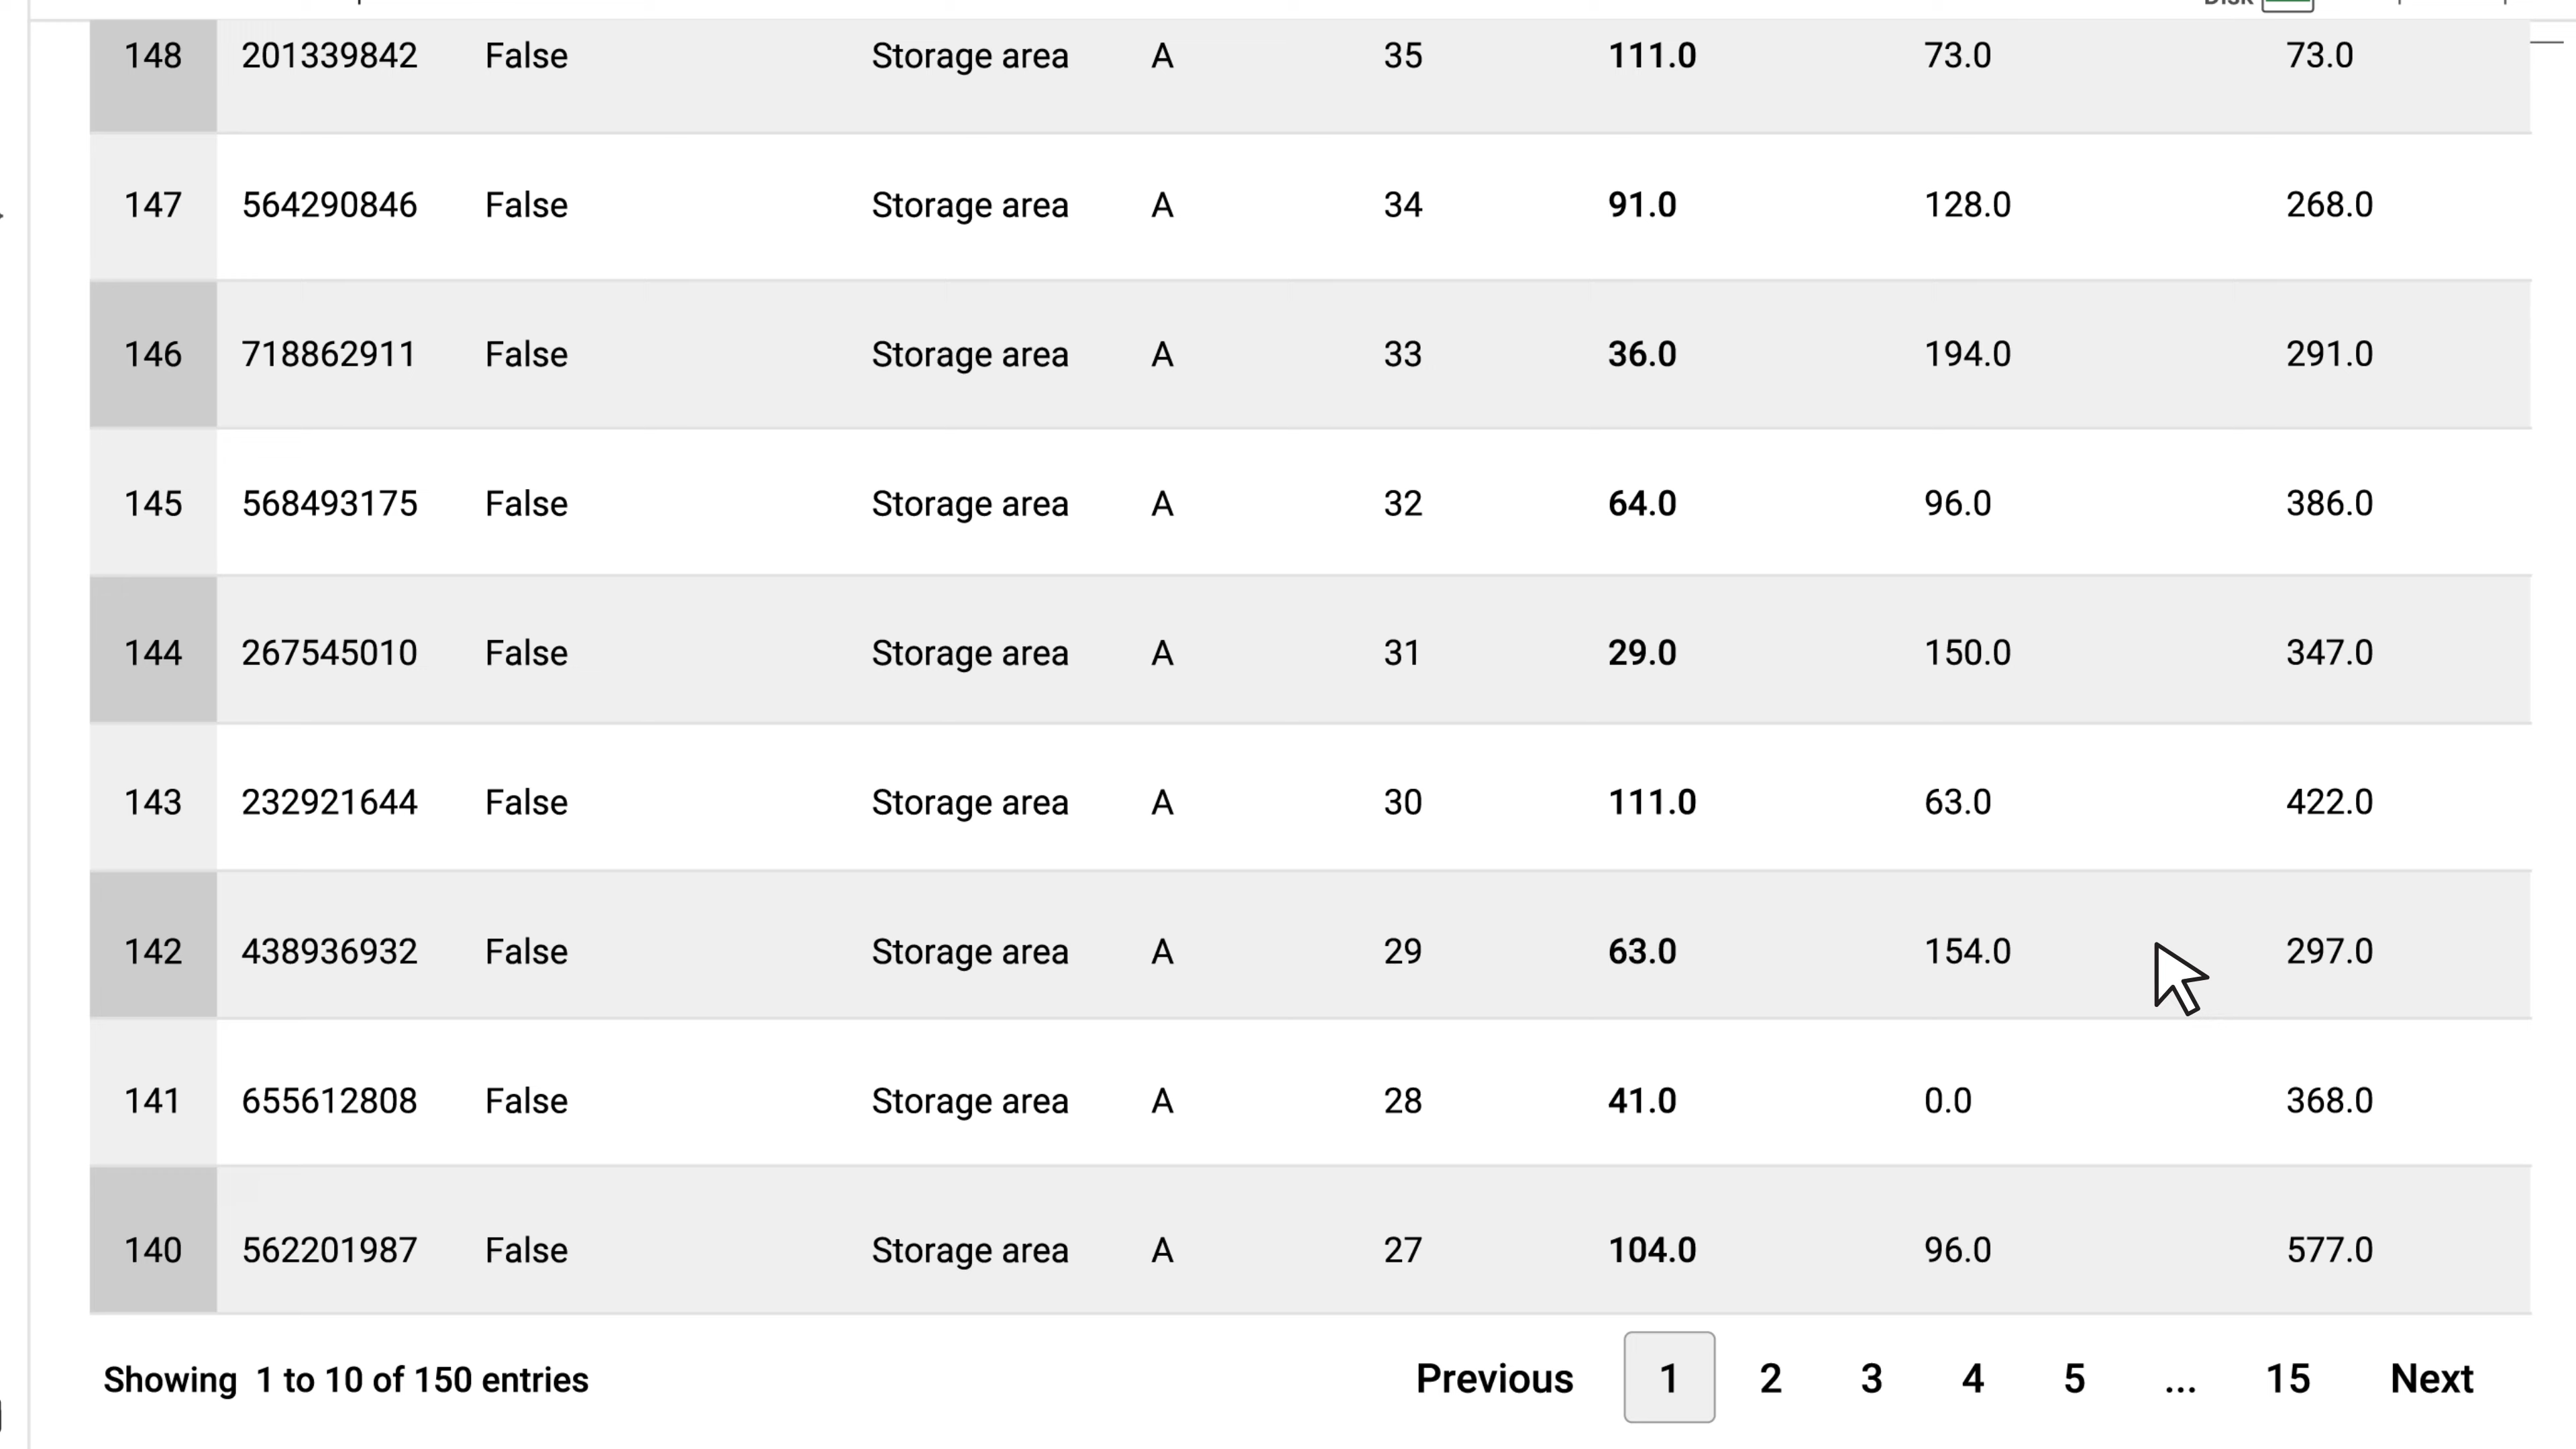 Disk
148 201339842 False Storage area A 35 111.0 73.0 73.0
147 564290846 False Storage area A 34 91.0 128.0 268.0
146 718862911 False Storage area A 33 36.0 194.0 291.0
145 568493175 False Storage area A 32 64.0 96.0 386.0
144 267545010 False Storage area A 31 29.0 150.0 347.0
143 232921644 False Storage area A 30 111.0 63.0 422.0
142 438936932 False Storage area A 29 63.0 154.0 297.0
141 655612808 False Storage area A 28 41.0 0.0 368.0
140 562201987 False Storage area A 27 104.0 96.0 577.0
Showing 1 to 10 of 150 entries Previous 1 2 3 4 5 ... 15 Next